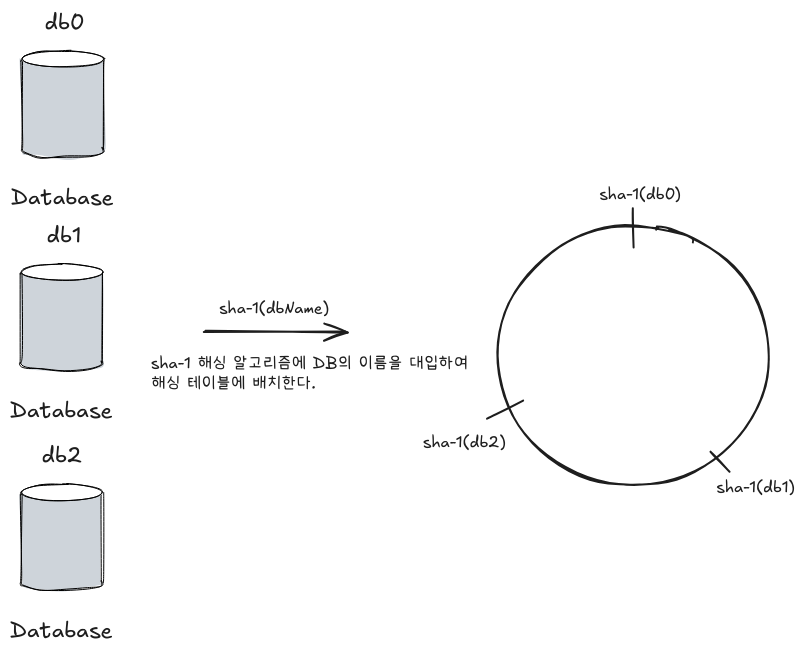 db0
Database
db1
Database
db2
Database
sha-1(dbName)
sha-1 해싱 알고리즘에 DB의 이름을 대입하여
해싱 테이블에 배치한다.
sha-1(db0)
sha-1(db2)
sha-1(db1)